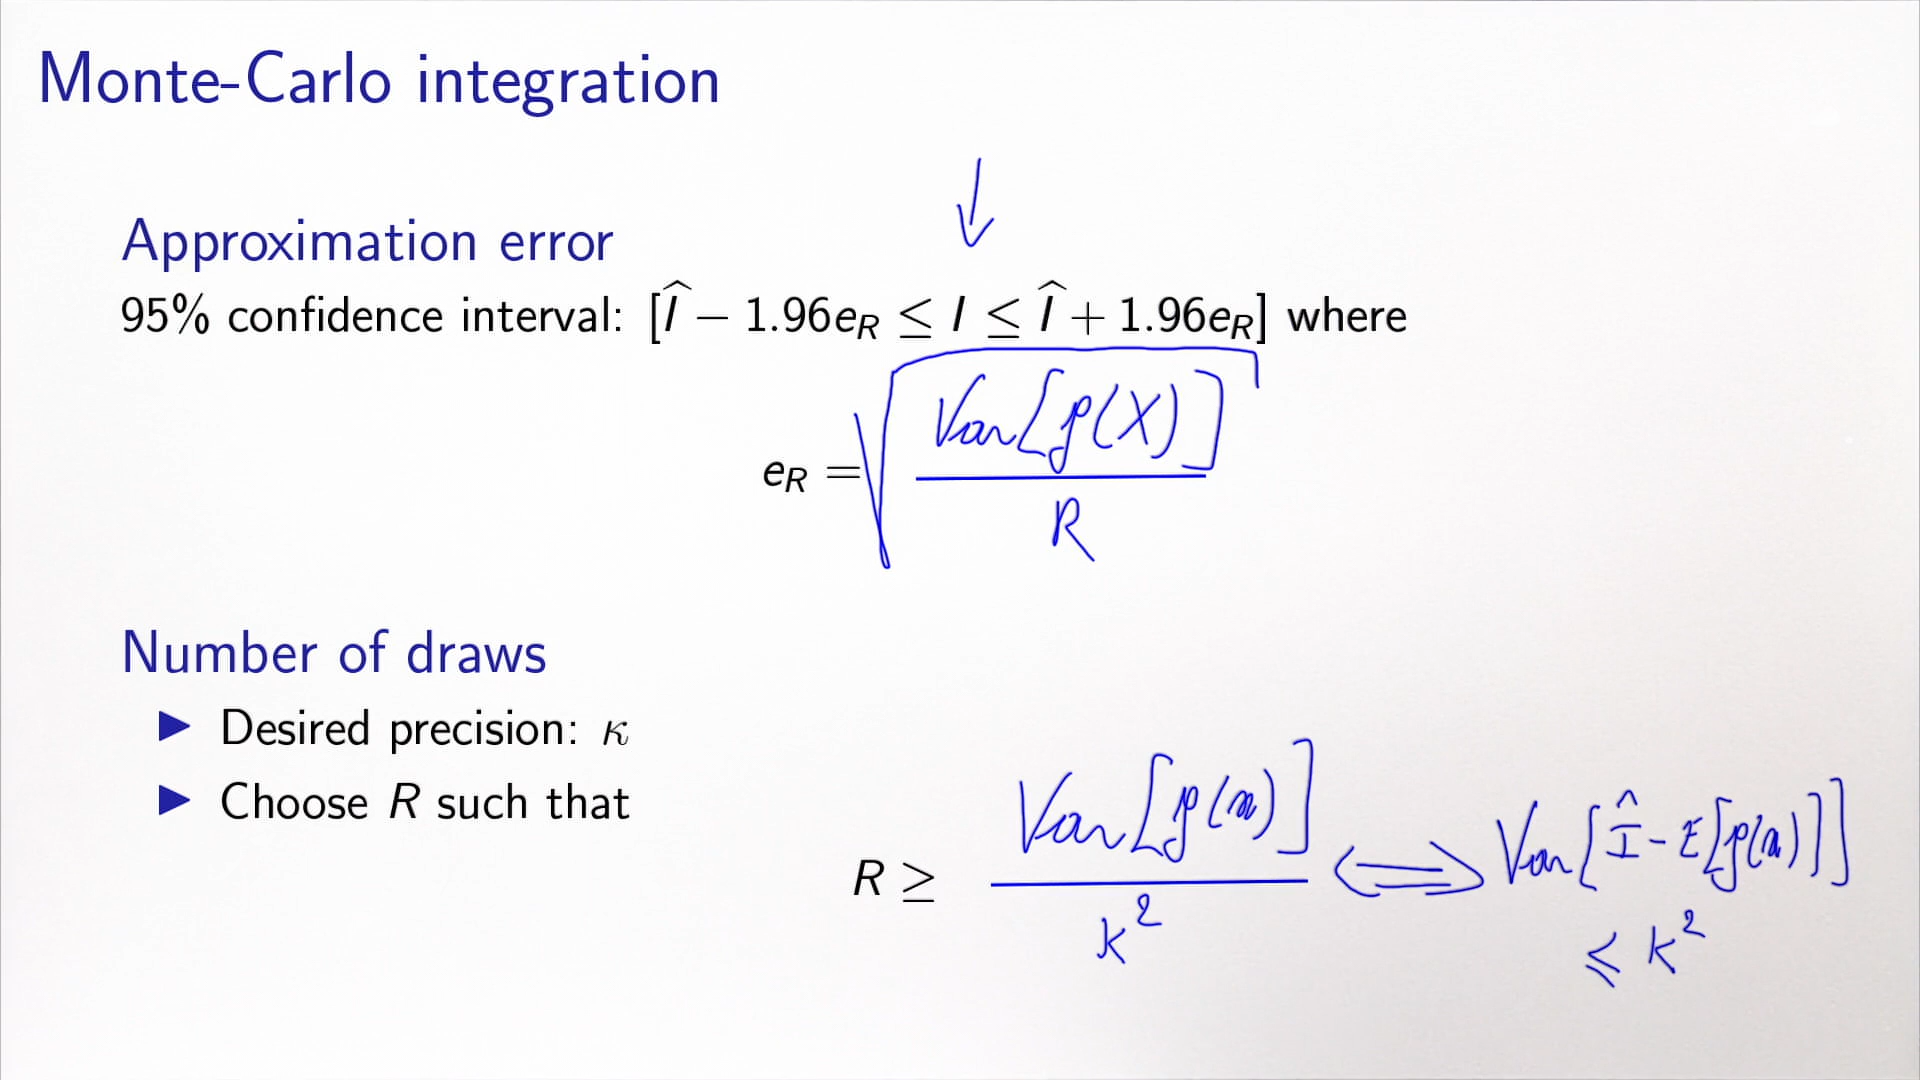 Monte-Carlo integration
Approximation error
95% confidence interval: [Î − 1.96e_R ≤ I ≤ Î + 1.96e_R] where
e_R = √(Var[f(X)] / R)
Number of draws
▶ Desired precision: κ
▶ Choose R such that
R ≥ Var[f(x)] / K² ⟺ Var[Î - E[f(x)]]
≤ K²